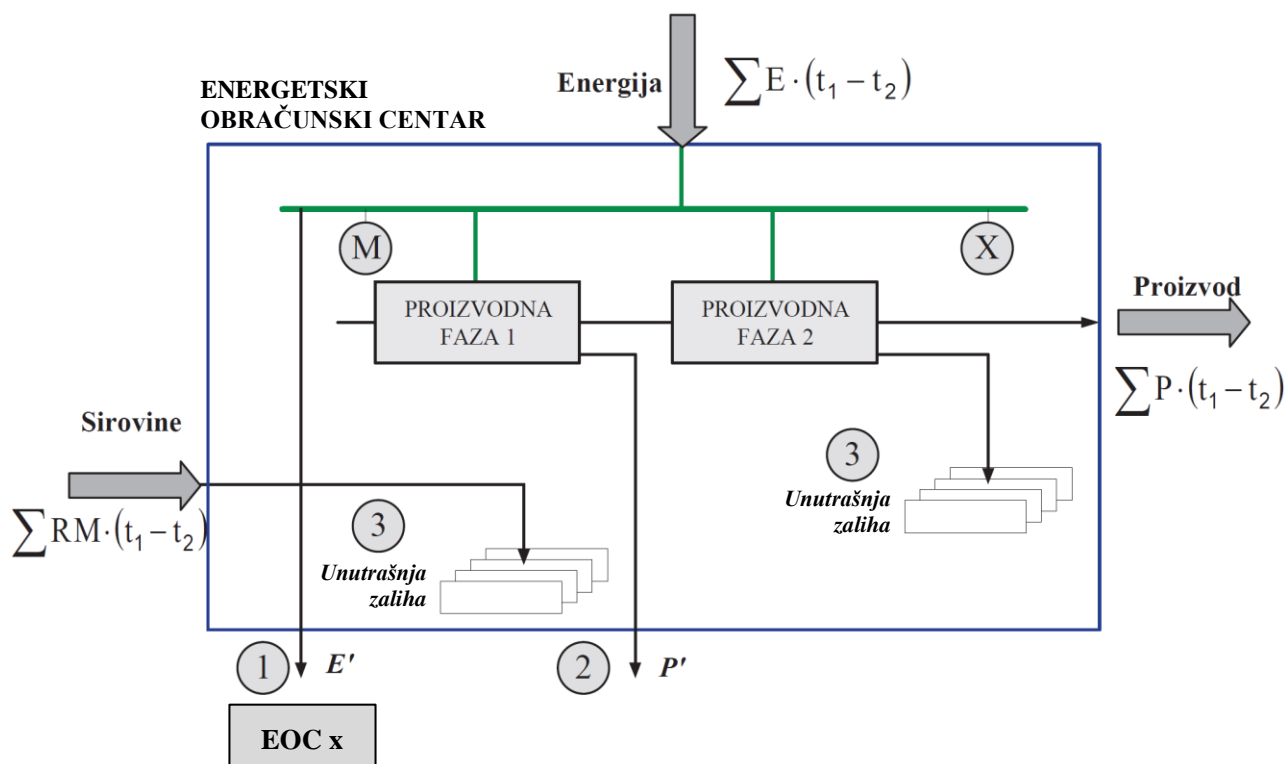 ENERGETSKI
OBRAČUNSKI CENTAR
Energija
∑ E · (t₁ − t₂)
M
X
PROIZVODNA
FAZA 1
PROIZVODNA
FAZA 2
Proizvod
∑ P · (t₁ − t₂)
Sirovine
∑ RM · (t₁ − t₂)
3
Unutrašnja
zaliha
3
Unutrašnja
zaliha
1
E'
2
P'
EOC x